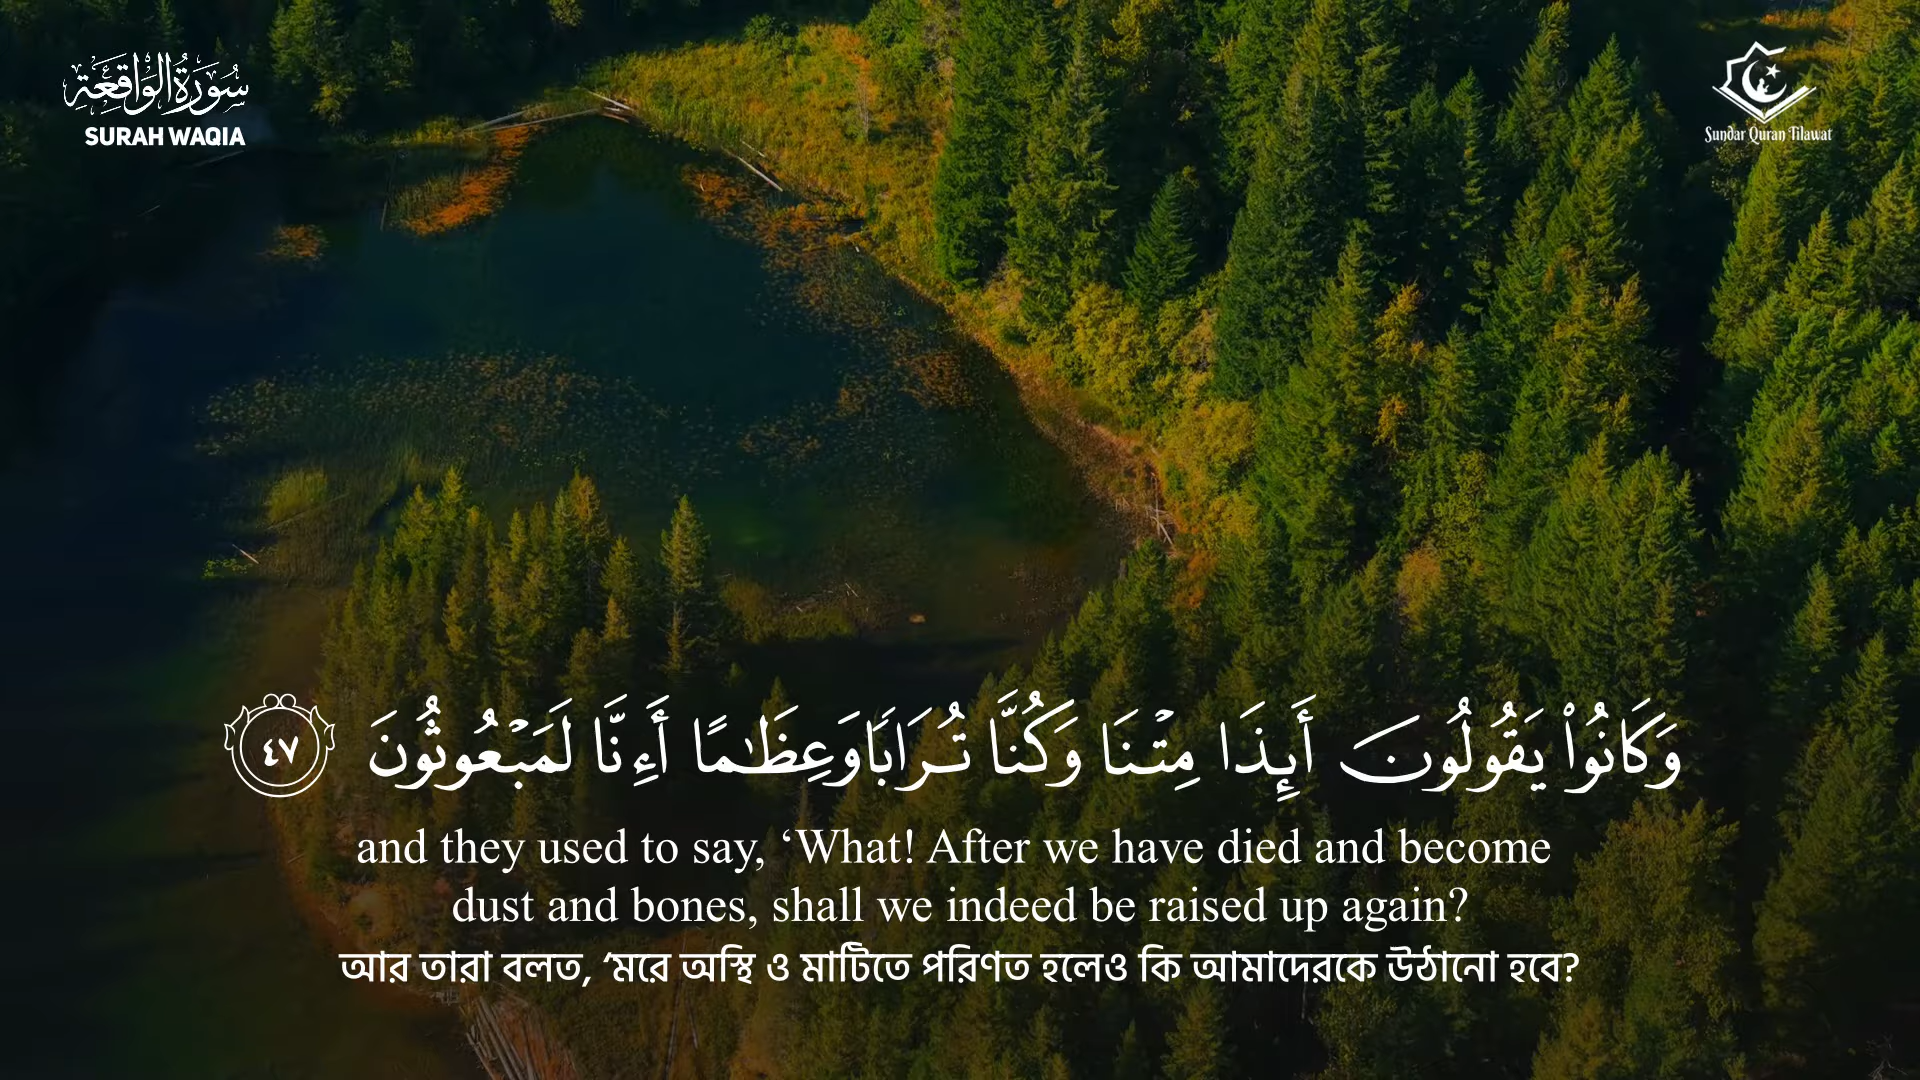 سُورَةُ الْوَاقِعَةِ
SURAH WAQIA
Sundar Quran Tilawat
وَكَانُوا۟ يَقُولُونَ أَئِذَا مِتْنَا وَكُنَّا تُرَابًا وَعِظَـٰمًا أَءِنَّا لَمَبْعُوثُونَ ٤٧
and they used to say, ‘What! After we have died and become
dust and bones, shall we indeed be raised up again?
আর তারা বলত, ‘মরে অস্থি ও মাটিতে পরিণত হলেও কি আমাদেরকে উঠানো হবে?